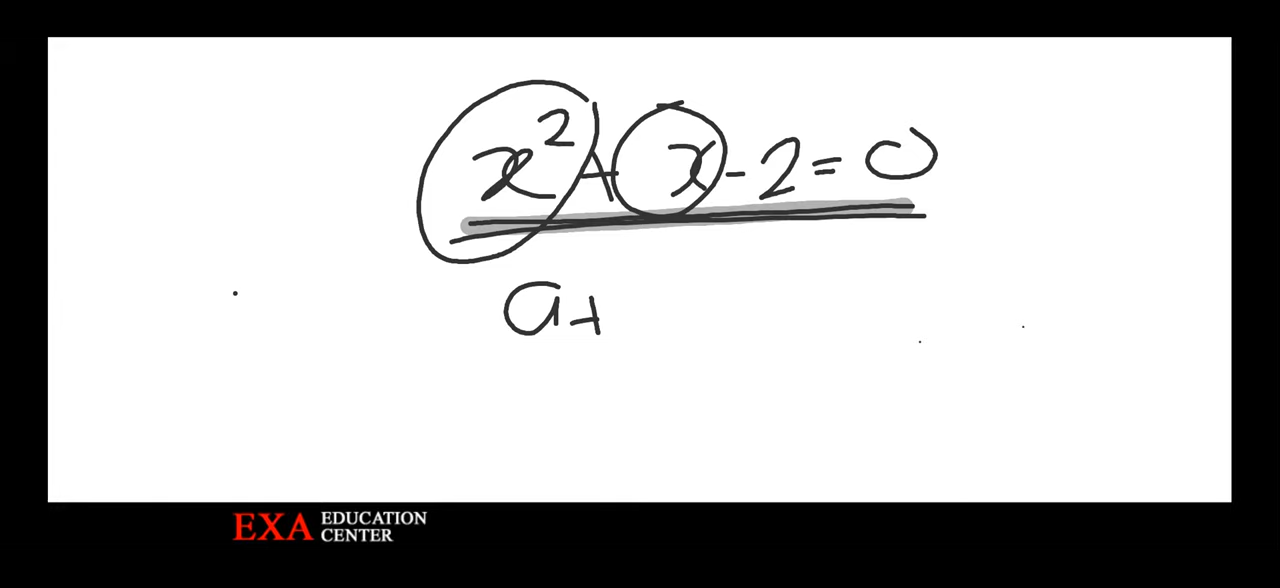 x² + x - 2 = 0
a +
EXA EDUCATION
CENTER